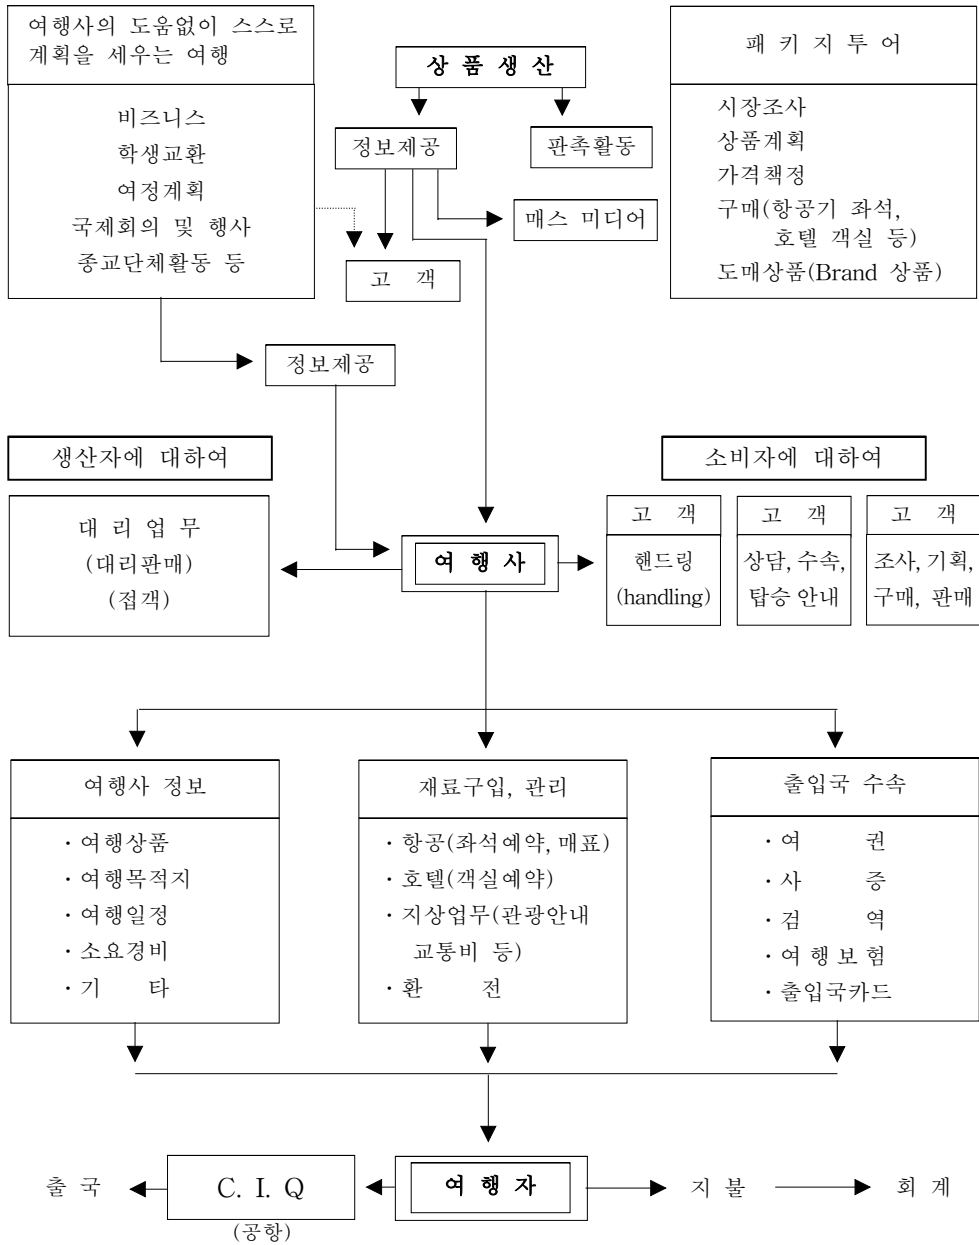 여행사의 도움없이 스스로
계획을 세우는 여행
비즈니스
학생교환
여정계획
국제회의 및 행사
종교단체활동 등
상 품 생 산
정보제공
판촉활동
매스 미디어
고 객
패 키 지 투 어
시장조사
상품계획
가격책정
구매(항공기 좌석,
호텔 객실 등)
도매상품(Brand 상품)
정보제공
생산자에 대하여
대 리 업 무
(대리판매)
(접객)
여 행 사
소비자에 대하여
고 객
핸드링
(handling)
고 객
상담, 수속,
탑승 안내
고 객
조사, 기획,
구매, 판매
여행사 정보
· 여행상품
· 여행목적지
· 여행일정
· 소요경비
· 기 타
재료구입, 관리
· 항공(좌석예약, 매표)
· 호텔(객실예약)
· 지상업무(관광안내
교통비 등)
· 환 전
출입국 수속
· 여 권
· 사 증
· 검 역
· 여 행 보 험
· 출입국카드
출 국
C. I. Q
(공항)
여 행 자
지 불
회 계